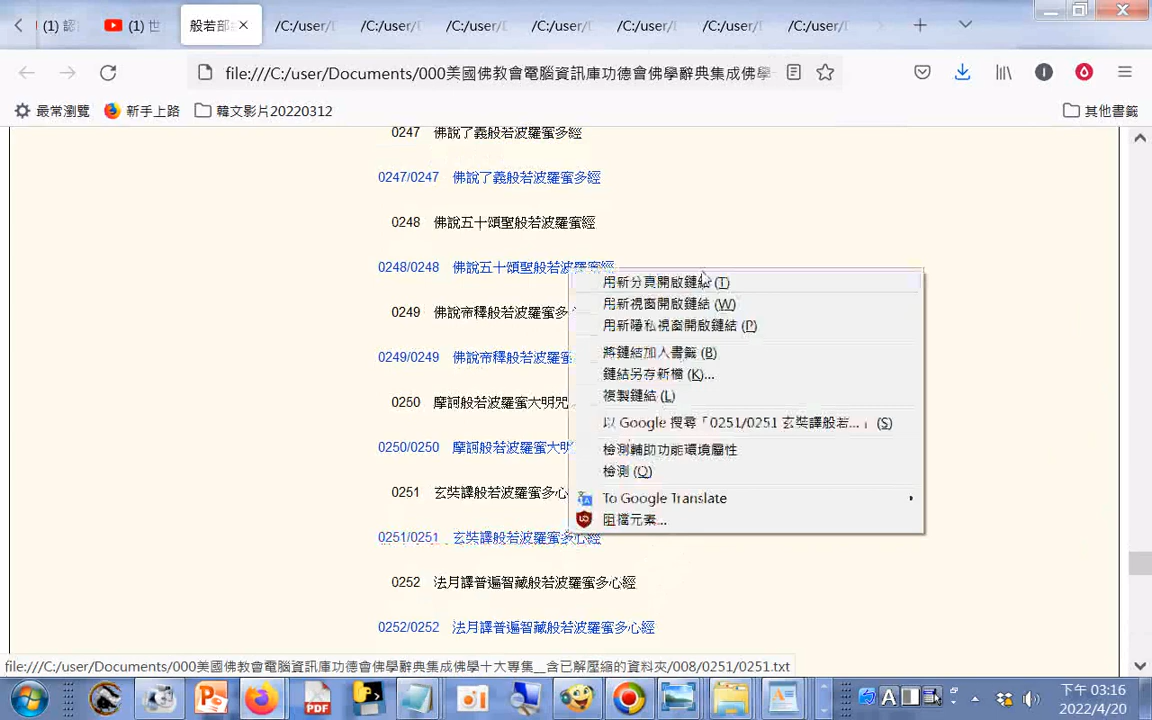 (1) 認
(1) 世
般若部
/C:/user/D
/C:/user/
/C:/user/
/C:/user/
/C:/user/
/C:/user/
/C:/user/
file:///C:/user/Documents/000美國佛教會電腦資訊庫功德會佛學辭典集成佛學
最常瀏覽
新手上路
韓文影片20220312
其他書籤
0247 佛說了義般若波羅蜜多經
0247/0247 佛說了義般若波羅蜜多經
0248 佛說五十頌聖般若波羅蜜經
0248/0248 佛說五十頌聖般若波羅蜜經
0249 佛說帝釋般若波羅蜜多
0249/0249 佛說帝釋般若波羅蜜
0250 摩訶般若波羅蜜大明咒
0250/0250 摩訶般若波羅蜜大明
0251 玄奘譯般若波羅蜜多心
0251/0251 玄奘譯般若波羅蜜多心經
0252 法月譯普遍智藏般若波羅蜜多心經
0252/0252 法月譯普遍智藏般若波羅蜜多心經
用新分頁開啟鏈結 (T)
用新視窗開啟鏈結 (W)
用新隱私視窗開啟鏈結 (P)
將鏈結加入書籤 (B)
鏈結另存新檔 (K)...
複製鏈結 (L)
以 Google 搜尋「0251/0251 玄奘譯般若...」 (S)
檢測輔助功能環境屬性
檢測 (Q)
To Google Translate
阻擋元素...
file:///C:/user/Documents/000美國佛教會電腦資訊庫功德會佛學辭典集成佛學十大專集__含已解壓縮的資料夾/008/0251/0251.txt
下午 03:16
2022/4/20